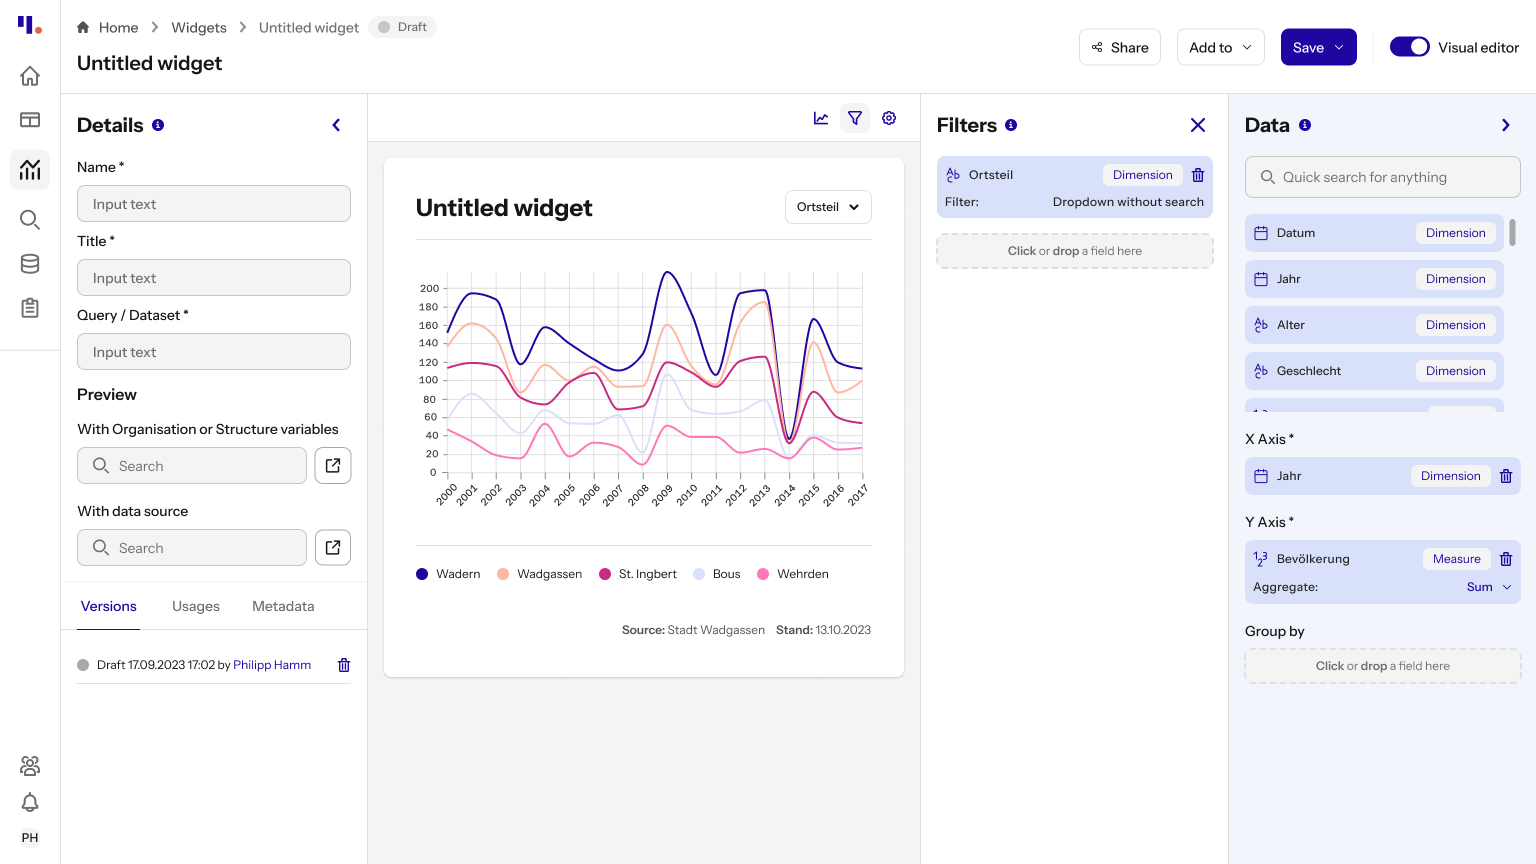 Home
Widgets
Untitled widget
Draft
Untitled widget
Share
Add to
Save
Visual editor
Details
Name *
Input text
Title *
Input text
Query / Dataset *
Input text
Preview
With Organisation or Structure variables
Search
With data source
Search
Versions
Usages
Metadata
Draft 17.09.2023 17:02 by Philipp Hamm
PH
Untitled widget
Ortsteil
200
180
160
140
120
100
80
60
40
20
0
2000
2001
2002
2003
2004
2005
2006
2007
2008
2009
2010
2011
2012
2013
2014
2015
2016
2017
Wadern
Wadgassen
St. Ingbert
Bous
Wehrden
Source: Stadt Wadgassen Stand: 13.10.2023
Filters
Ortsteil
Dimension
Filter:
Dropdown without search
Click or drop a field here
Data
Quick search for anything
Datum
Dimension
Jahr
Dimension
Alter
Dimension
Geschlecht
Dimension
X Axis *
Jahr
Dimension
Y Axis *
Bevölkerung
Measure
Aggregate:
Sum
Group by
Click or drop a field here